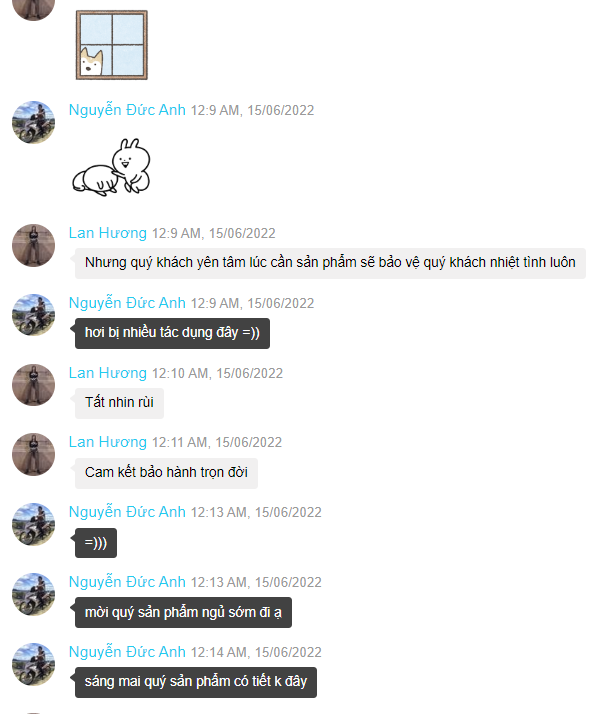 Nguyễn Đức Anh 12:9 AM, 15/06/2022
Lan Hương 12:9 AM, 15/06/2022
Nhưng quý khách yên tâm lúc cần sản phẩm sẽ bảo vệ quý khách nhiệt tình luôn
Nguyễn Đức Anh 12:9 AM, 15/06/2022
hơi bị nhiều tác dụng đây =))
Lan Hương 12:10 AM, 15/06/2022
Tất nhin rùi
Lan Hương 12:11 AM, 15/06/2022
Cam kết bảo hành trọn đời
Nguyễn Đức Anh 12:13 AM, 15/06/2022
=)))
Nguyễn Đức Anh 12:13 AM, 15/06/2022
mời quý sản phẩm ngủ sớm đi ạ
Nguyễn Đức Anh 12:14 AM, 15/06/2022
sáng mai quý sản phẩm có tiết k đây